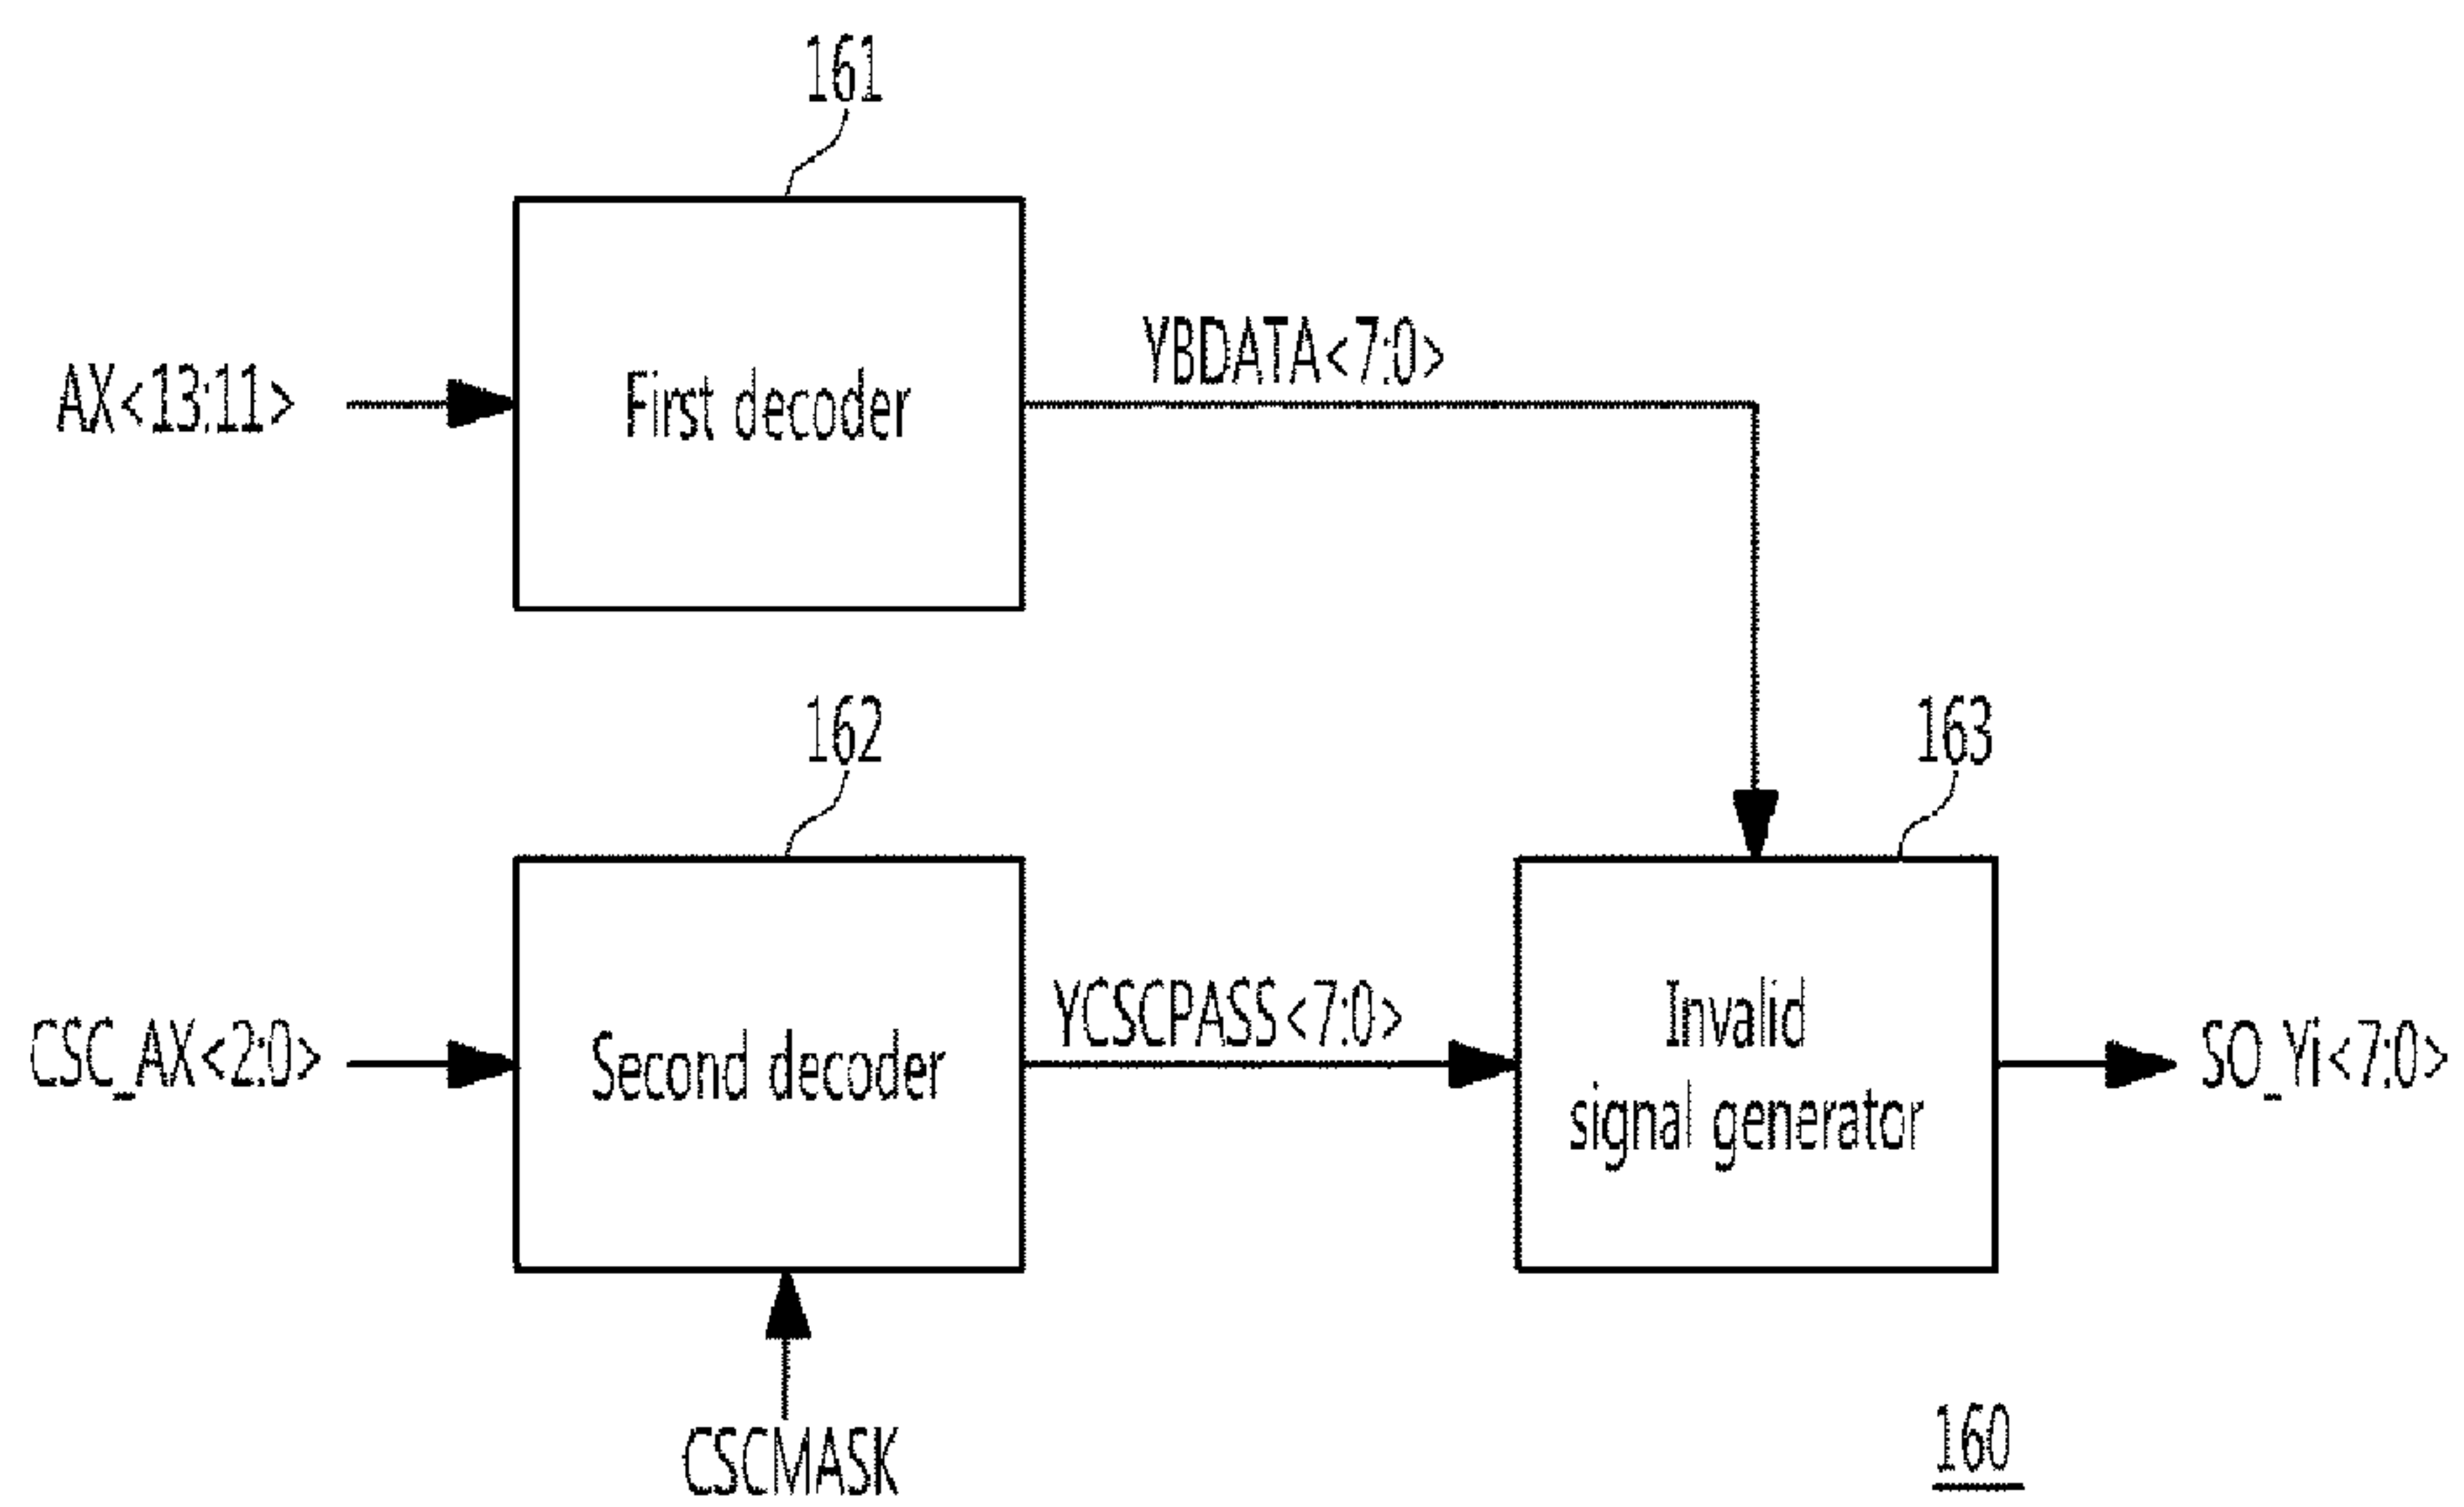 161
AX<13:11>
First decoder
YBDATA<7:0>
162
163
CSC_AX<2:0>
Second decoder
YCSCPASS<7:0>
Invalid
signal generator
SO_Yi<7:0>
CSCMASK
160